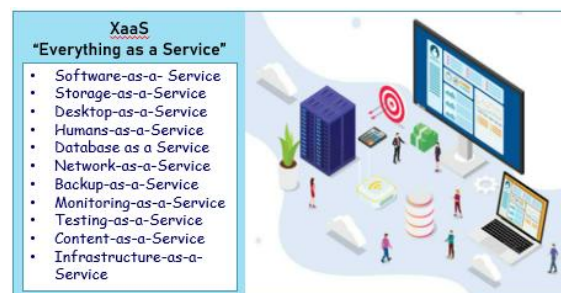 XaaS
“Everything as a Service”
• Software-as-a- Service
• Storage-as-a-Service
• Desktop-as-a-Service
• Humans-as-a-Service
• Database as a Service
• Network-as-a-Service
• Backup-as-a-Service
• Monitoring-as-a-Service
• Testing-as-a-Service
• Content-as-a-Service
• Infrastructure-as-a-
Service